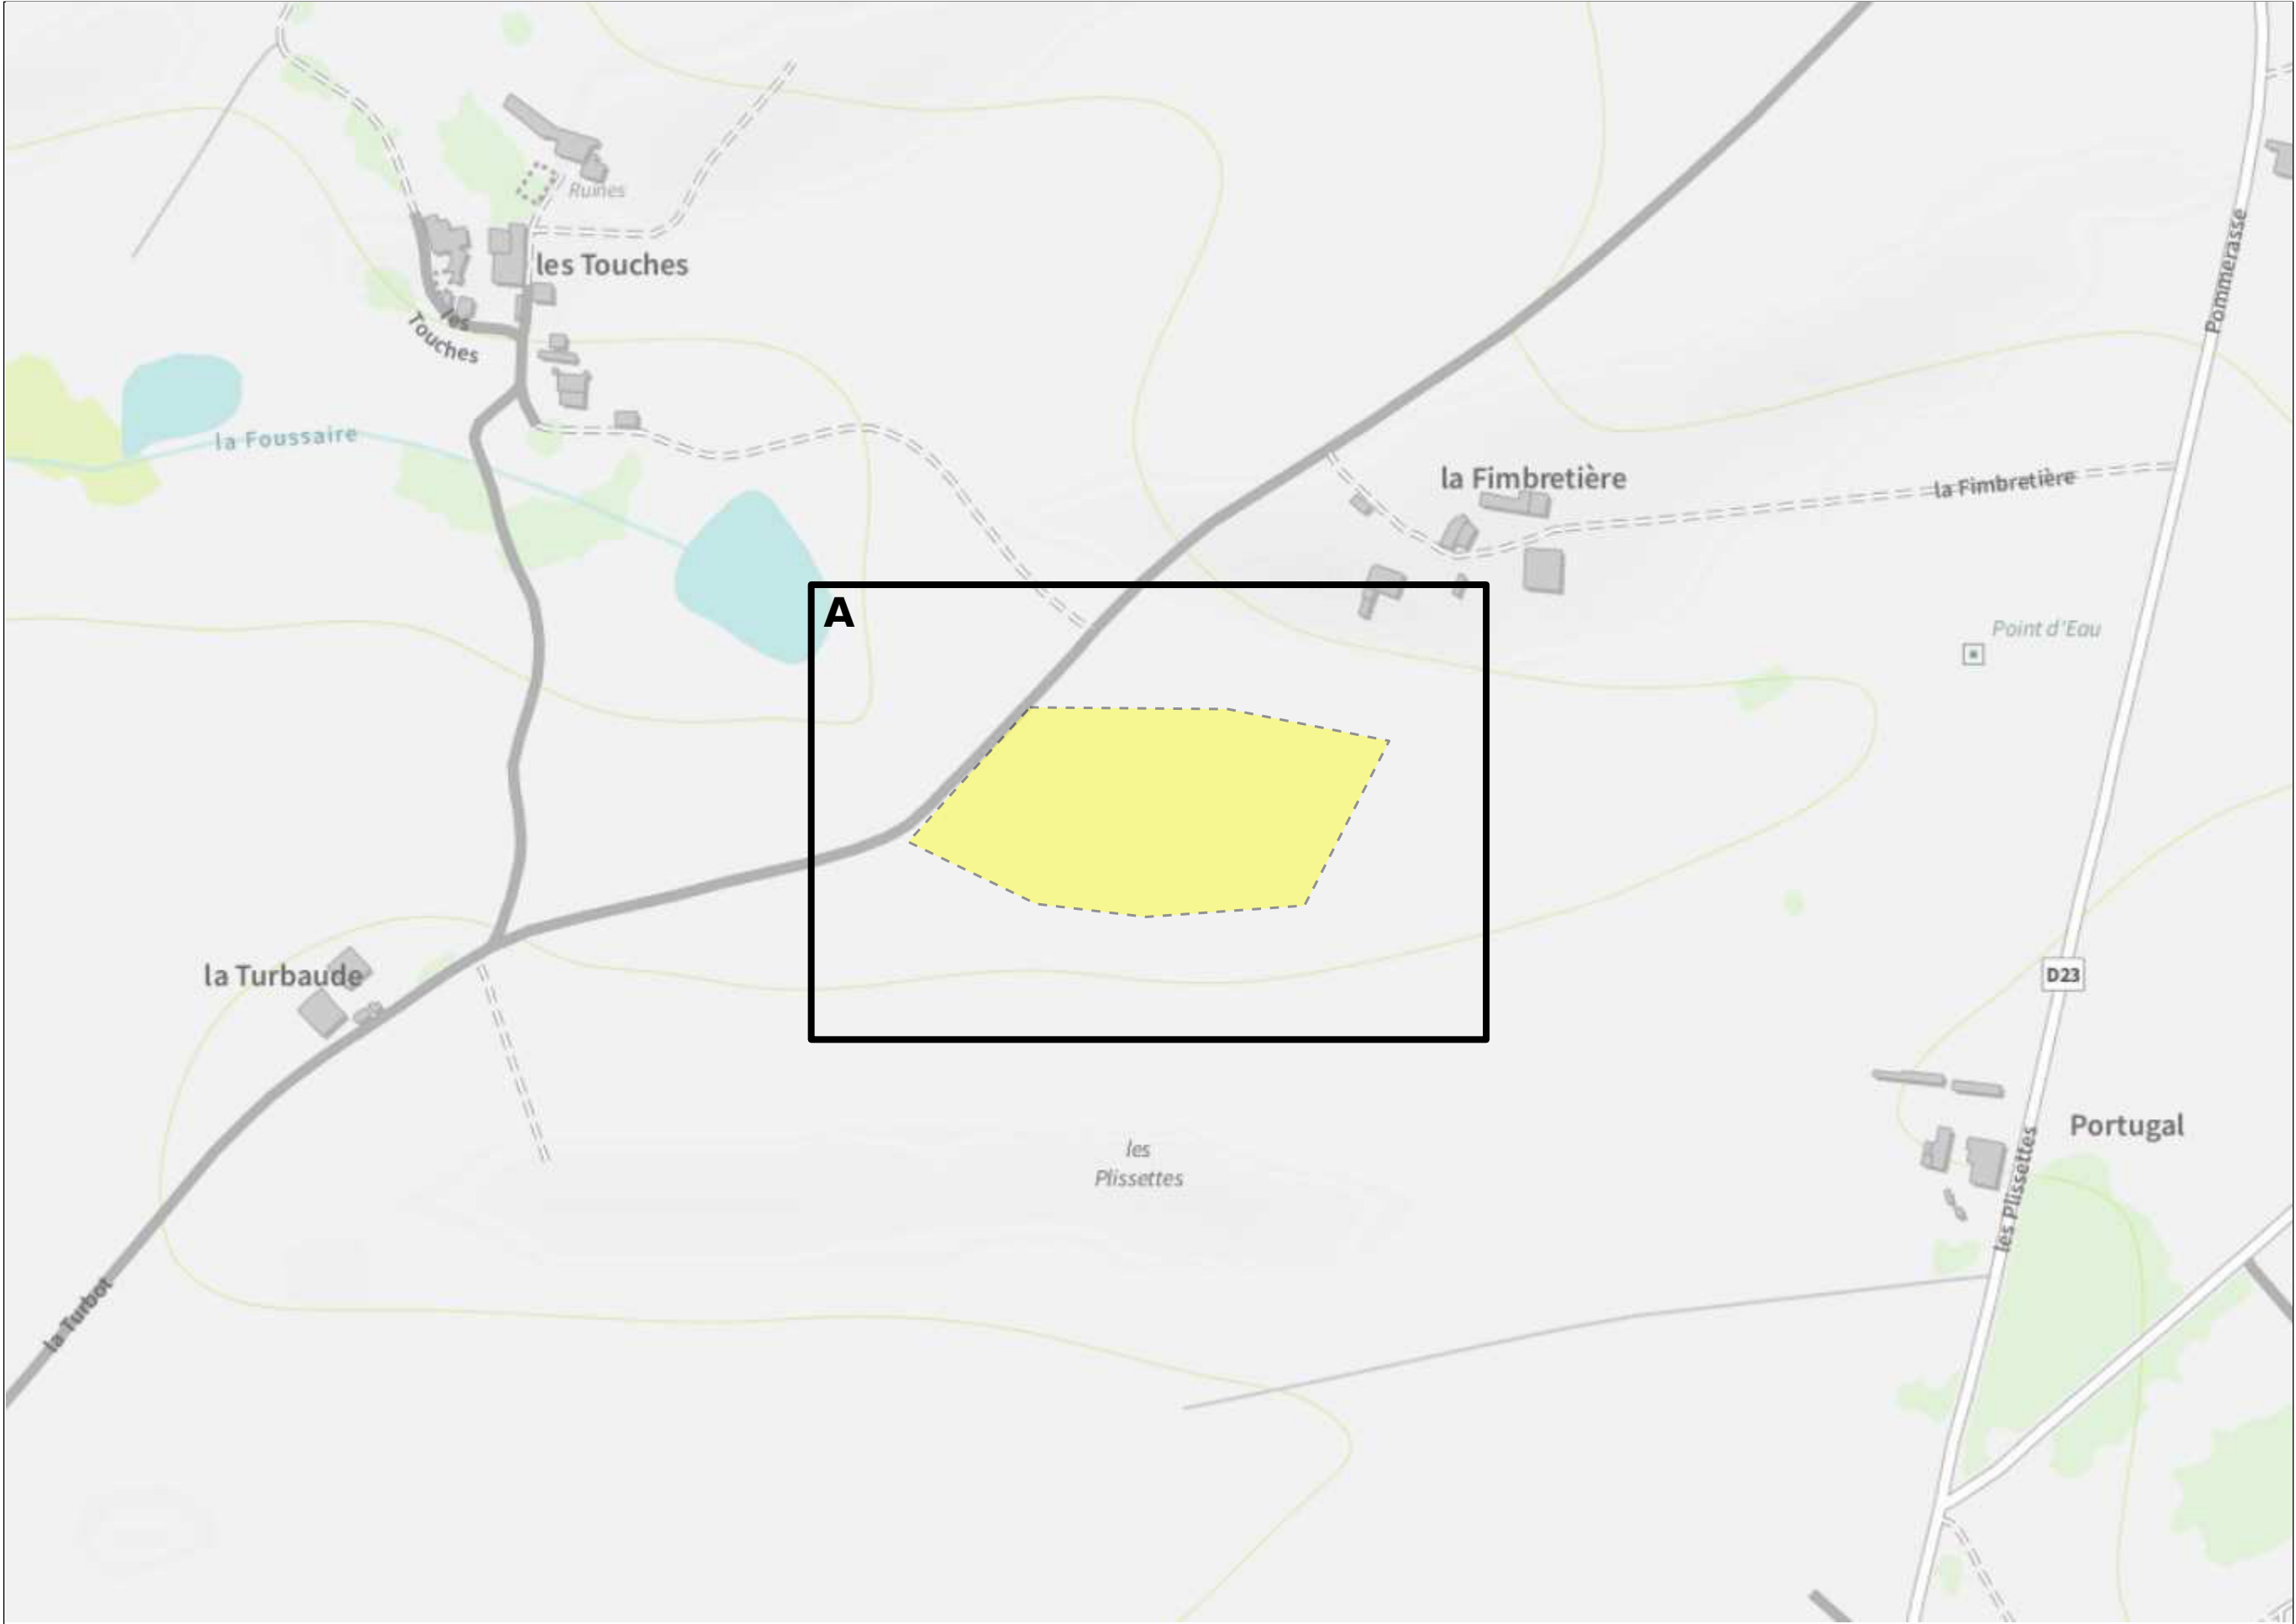 Ruines
les Touches
Pommerasse
les
Touches
la Foussaire
la Fimbretière
la Fimbretière
A
Point d'Eau
la Turbaude
D23
Portugal
les
Plissettes
les Plissettes
la Turbot